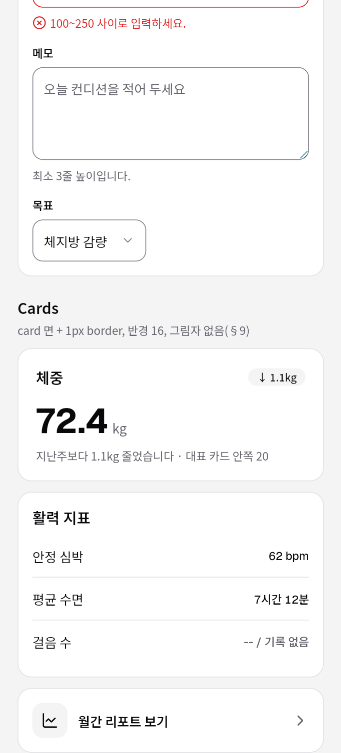 100~250 사이로 입력하세요.
메모
오늘 컨디션을 적어 두세요
최소 3줄 높이입니다.
목표
체지방 감량
Cards
card 면 + 1px border, 반경 16, 그림자 없음(§9)
체중
↓ 1.1kg
72.4 kg
지난주보다 1.1kg 줄었습니다 · 대표 카드 안쪽 20
활력 지표
안정 심박 62 bpm
평균 수면 7시간 12분
걸음 수 -- / 기록 없음
월간 리포트 보기